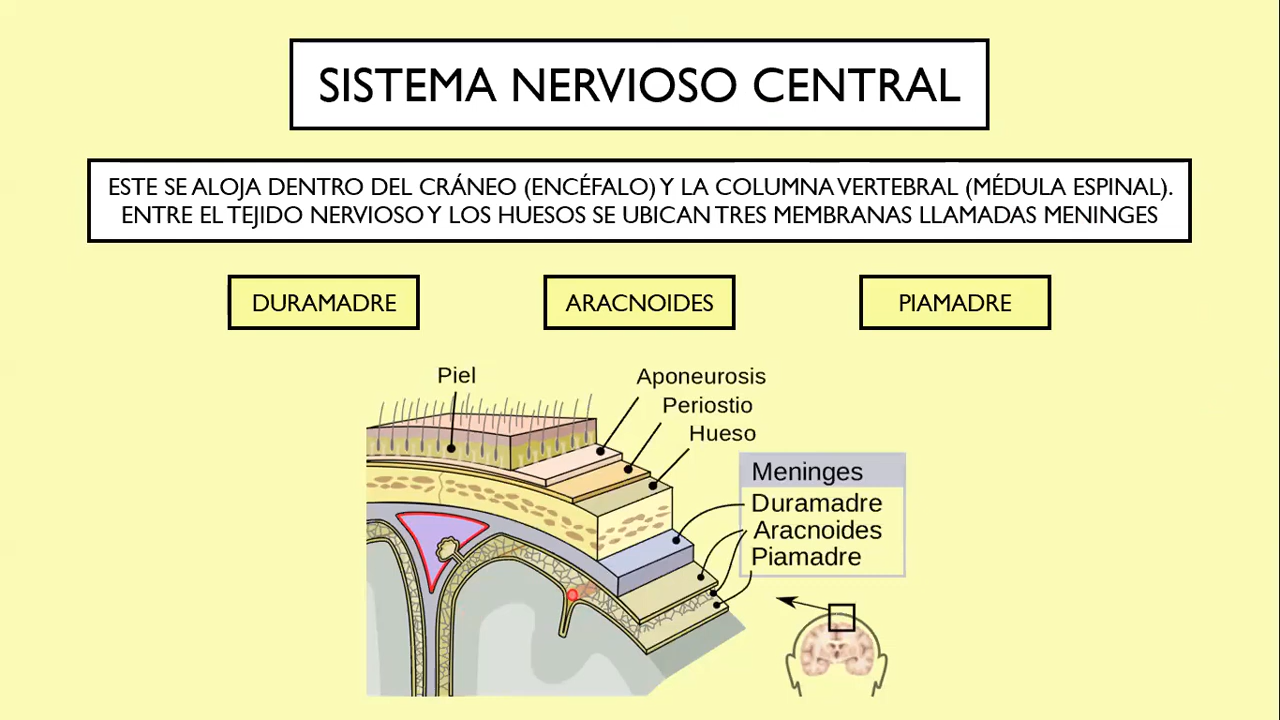 SISTEMA NERVIOSO CENTRAL
ESTE SE ALOJA DENTRO DEL CRÁNEO (ENCÉFALO) Y LA COLUMNA VERTEBRAL (MÉDULA ESPINAL).
ENTRE EL TEJIDO NERVIOSO Y LOS HUESOS SE UBICAN TRES MEMBRANAS LLAMADAS MENINGES
DURAMADRE
ARACNOIDES
PIAMADRE
Piel
Aponeurosis
Periostio
Hueso
Meninges
Duramadre
Aracnoides
Piamadre